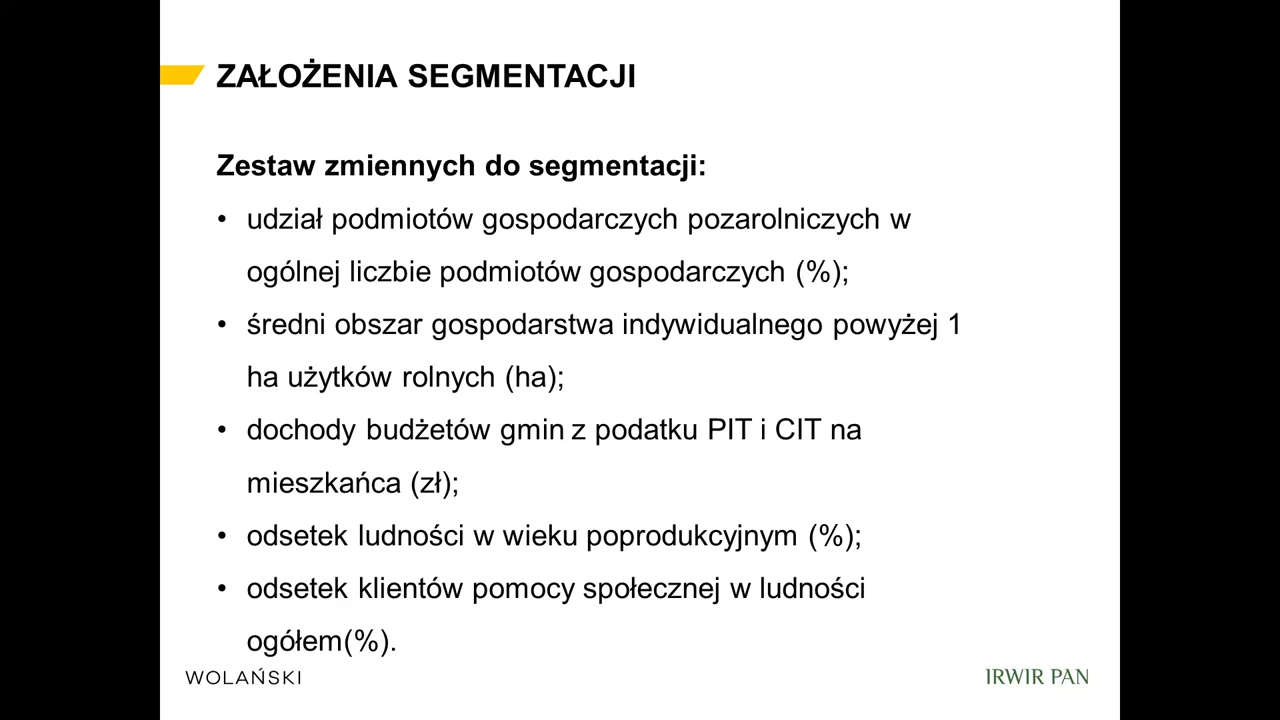 ZAŁOŻENIA SEGMENTACJI
Zestaw zmiennych do segmentacji:
• udział podmiotów gospodarczych pozarolniczych w
ogólnej liczbie podmiotów gospodarczych (%);
• średni obszar gospodarstwa indywidualnego powyżej 1
ha użytków rolnych (ha);
• dochody budżetów gmin z podatku PIT i CIT na
mieszkańca (zł);
• odsetek ludności w wieku poprodukcyjnym (%);
• odsetek klientów pomocy społecznej w ludności
ogółem(%).
WOLAŃSKI
IRWIR PAN